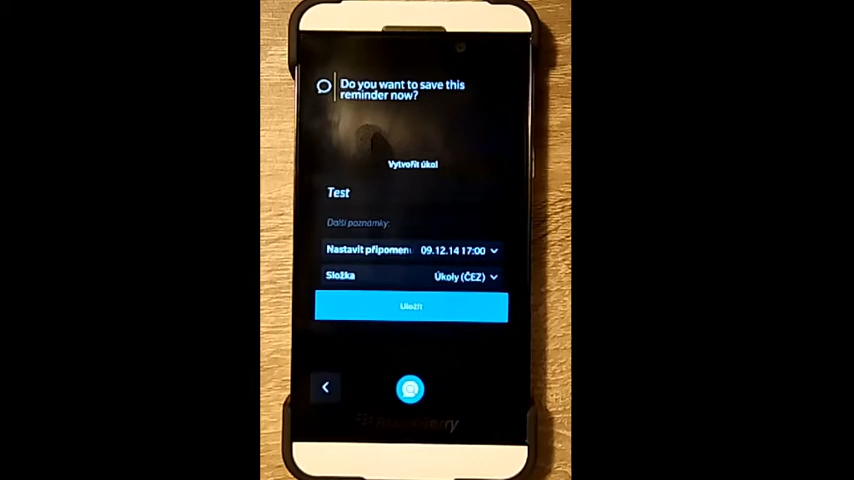 Do you want to save this
reminder now?
Vytvořit úkol
Test
Další poznámky:
Nastavit připomen 09.12.14 17:00
Složka Úkoly (ČEZ)
Uložit
BlackBerry